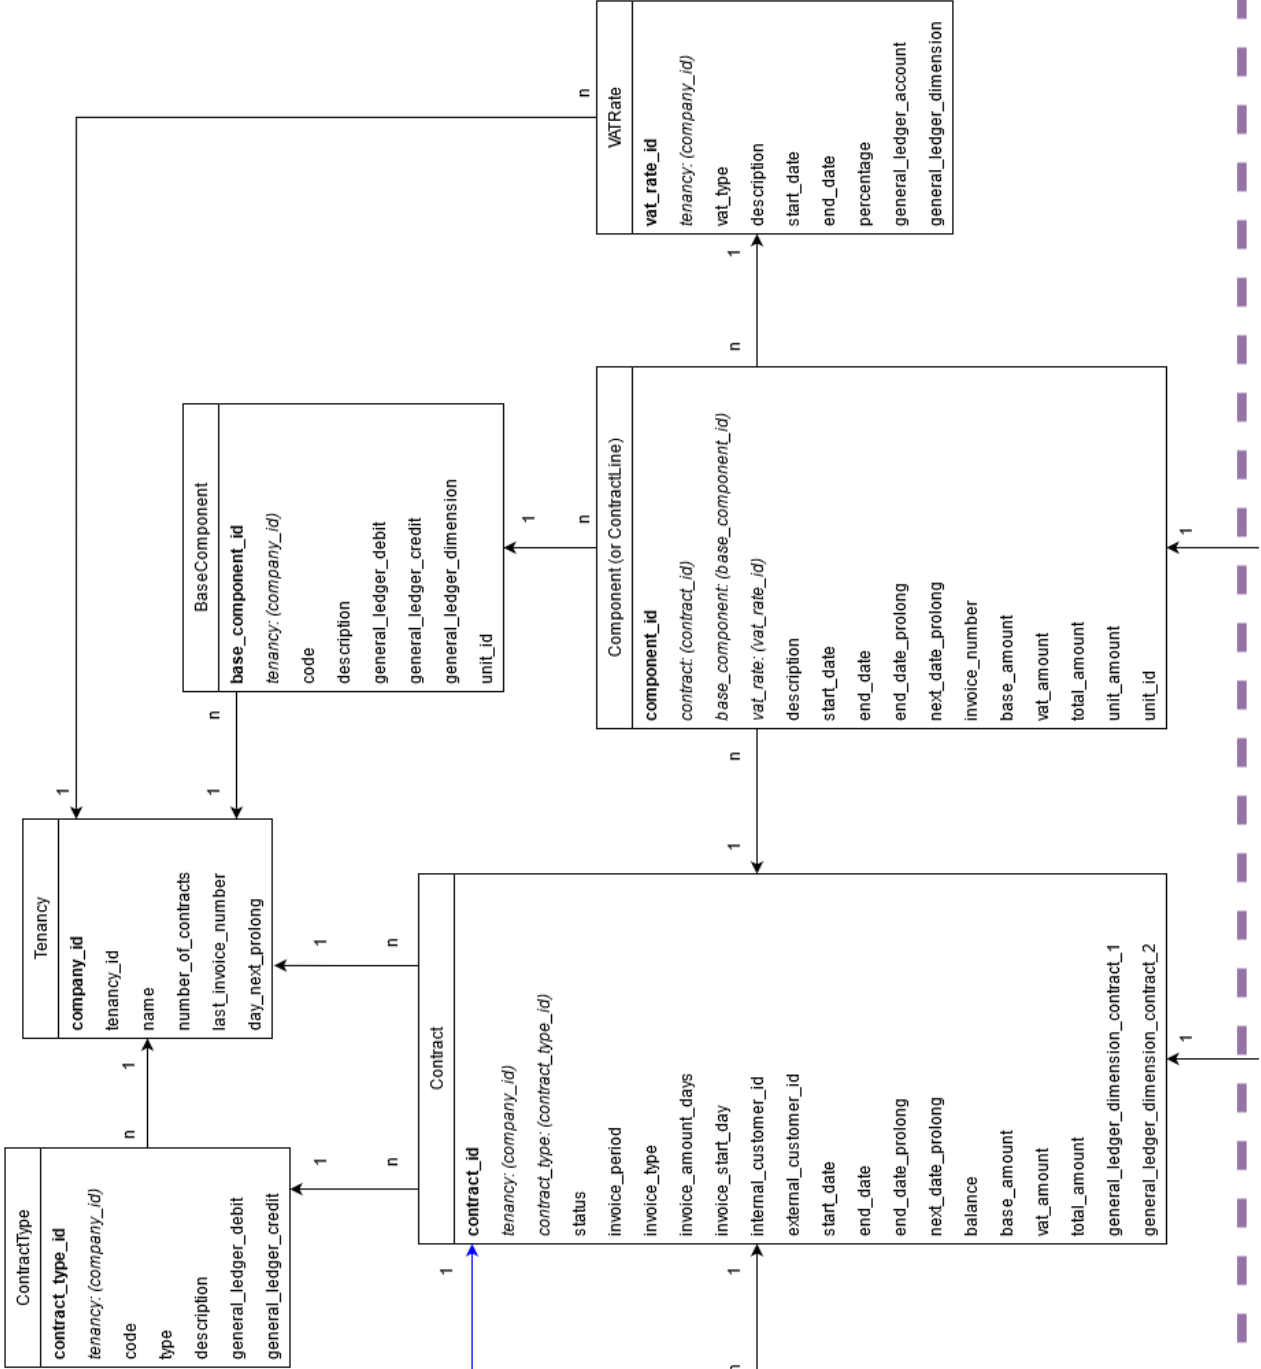 ContractType
contract_type_id
tenancy: (company_id)
code
type
description
general_ledger_debit
general_ledger_credit
n
1
Tenancy
company_id
tenancy_id
name
number_of_contracts
last_invoice_number
day_next_prolong
1
n
1
n
1
1
n
BaseComponent
base_component_id
tenancy: (company_id)
code
description
general_ledger_debit
general_ledger_credit
general_ledger_dimension
unit_id
1
n
n
VATRate
vat_rate_id
tenancy: (company_id)
vat_type
description
start_date
end_date
percentage
general_ledger_account
general_ledger_dimension
1
n
Contract
contract_id
tenancy: (company_id)
contract_type: (contract_type_id)
status
invoice_period
invoice_type
invoice_amount_days
invoice_start_day
internal_customer_id
external_customer_id
start_date
end_date
end_date_prolong
next_date_prolong
balance
base_amount
vat_amount
total_amount
general_ledger_dimension_contract_1
general_ledger_dimension_contract_2
1
1
n
1
1
n
Component (or ContractLine)
component_id
contract: (contract_id)
base_component: (base_component_id)
vat_rate: (vat_rate_id)
description
start_date
end_date
end_date_prolong
next_date_prolong
invoice_number
base_amount
vat_amount
total_amount
unit_amount
unit_id
1